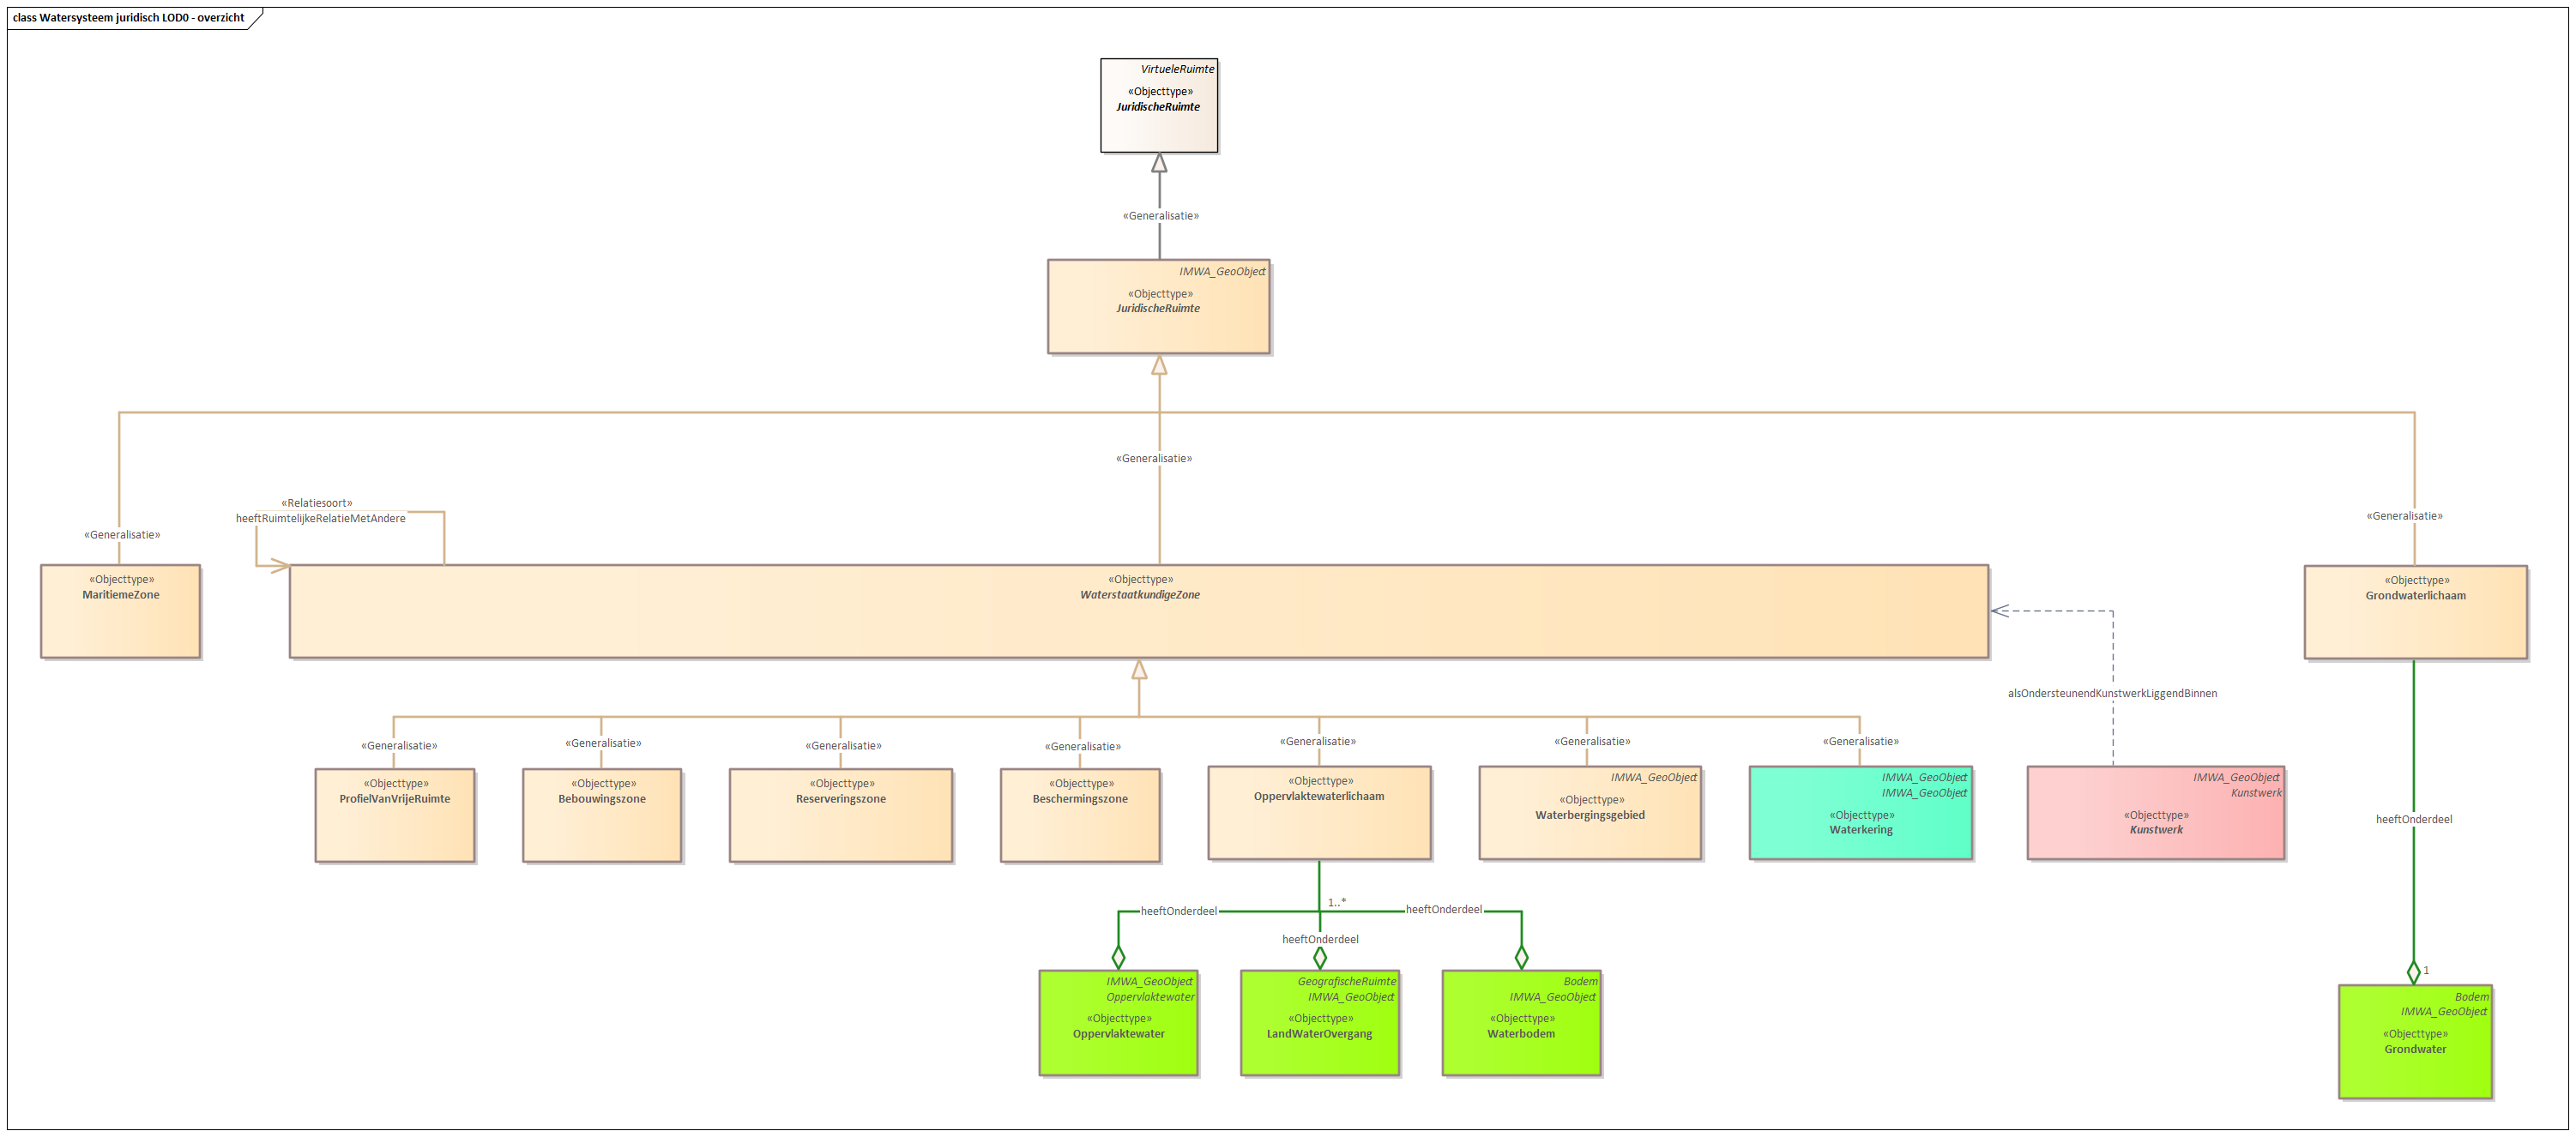 class Watersysteem juridisch LOD0 - overzicht
VirtueleRuimte
«Objecttype»
JuridischeRuimte
«Generalisatie»
IMWA_GeoObject
«Objecttype»
JuridischeRuimte
«Generalisatie»
«Relatiesoort»
heeftRuimtelijkeRelatieMetAndere
«Generalisatie»
«Generalisatie»
«Objecttype»
MaritiemeZone
«Objecttype»
WaterstaatkundigeZone
«Objecttype»
Grondwaterlichaam
alsOndersteunendKunstwerkLiggendBinnen
«Generalisatie»
«Generalisatie»
«Generalisatie»
«Generalisatie»
«Generalisatie»
«Generalisatie»
«Generalisatie»
«Objecttype»
ProfielVanVrijeRuimte
«Objecttype»
Bebouwingszone
«Objecttype»
Reserveringszone
«Objecttype»
Beschermingszone
«Objecttype»
Oppervlaktewaterlichaam
IMWA_GeoObject
«Objecttype»
Waterbergingsgebied
IMWA_GeoObject
IMWA_GeoObject
«Objecttype»
Waterkering
IMWA_GeoObject
Kunstwerk
«Objecttype»
Kunstwerk
heeftOnderdeel
1..*
heeftOnderdeel
heeftOnderdeel
heeftOnderdeel
1
IMWA_GeoObject
Oppervlaktewater
«Objecttype»
Oppervlaktewater
GeografischeRuimte
IMWA_GeoObject
«Objecttype»
LandWaterOvergang
Bodem
IMWA_GeoObject
«Objecttype»
Waterbodem
Bodem
IMWA_GeoObject
«Objecttype»
Grondwater